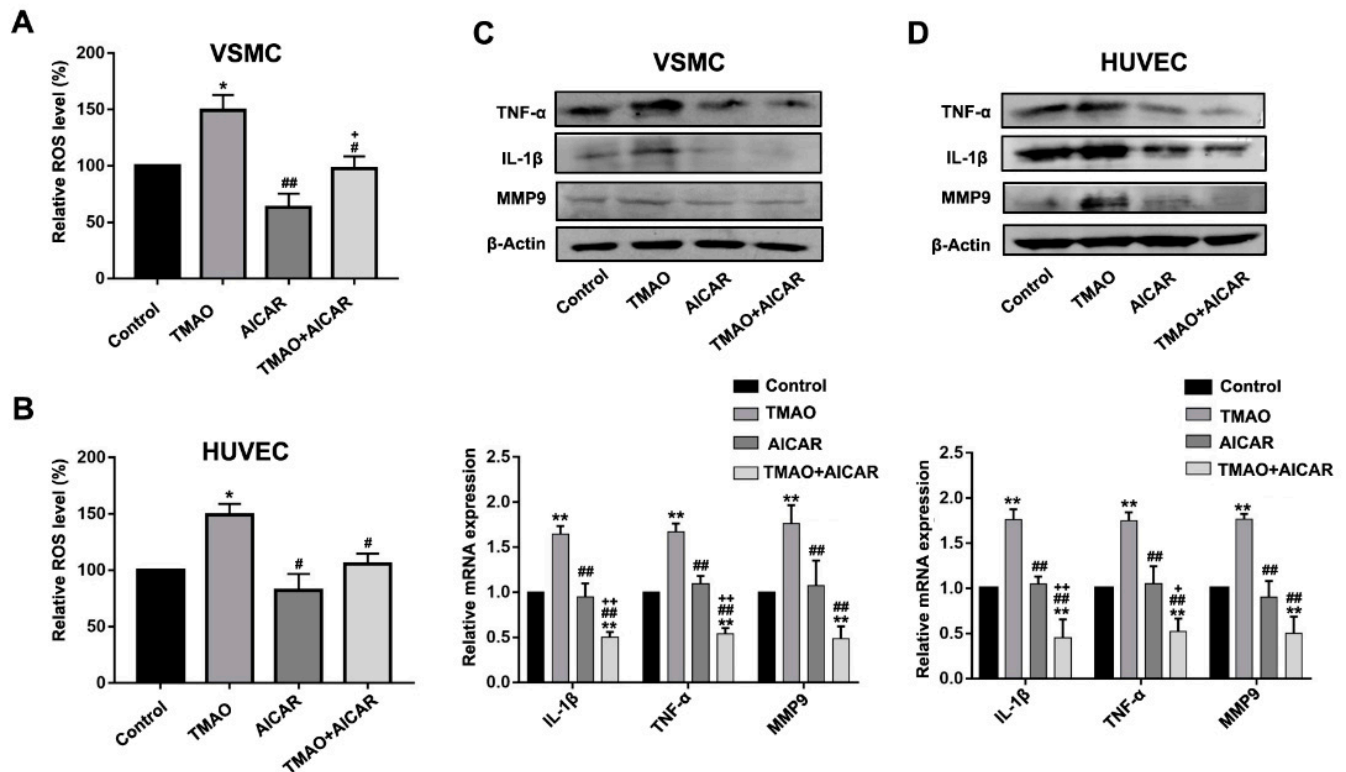 A
VSMC
Relative ROS level (%)
200
150
100
50
0
*
##
+
#
Control
TMAO
AICAR
TMAO+AICAR
B
HUVEC
Relative ROS level (%)
200
150
100
50
0
*
#
#
Control
TMAO
AICAR
TMAO+AICAR
C
VSMC
TNF-α
IL-1β
MMP9
β-Actin
Control
TMAO
AICAR
TMAO+AICAR
Control
TMAO
AICAR
TMAO+AICAR
Relative mRNA expression
2.5
2.0
1.5
1.0
0.5
0.0
**
##
++
##
**
**
##
++
##
**
**
##
##
**
IL-1β
TNF-α
MMP9
D
HUVEC
TNF-α
IL-1β
MMP9
β-Actin
Control
TMAO
AICAR
TMAO+AICAR
Control
TMAO
AICAR
TMAO+AICAR
Relative mRNA expression
2.5
2.0
1.5
1.0
0.5
0.0
**
##
++
##
**
**
##
+
##
**
**
##
##
**
IL-1β
TNF-α
MMP9